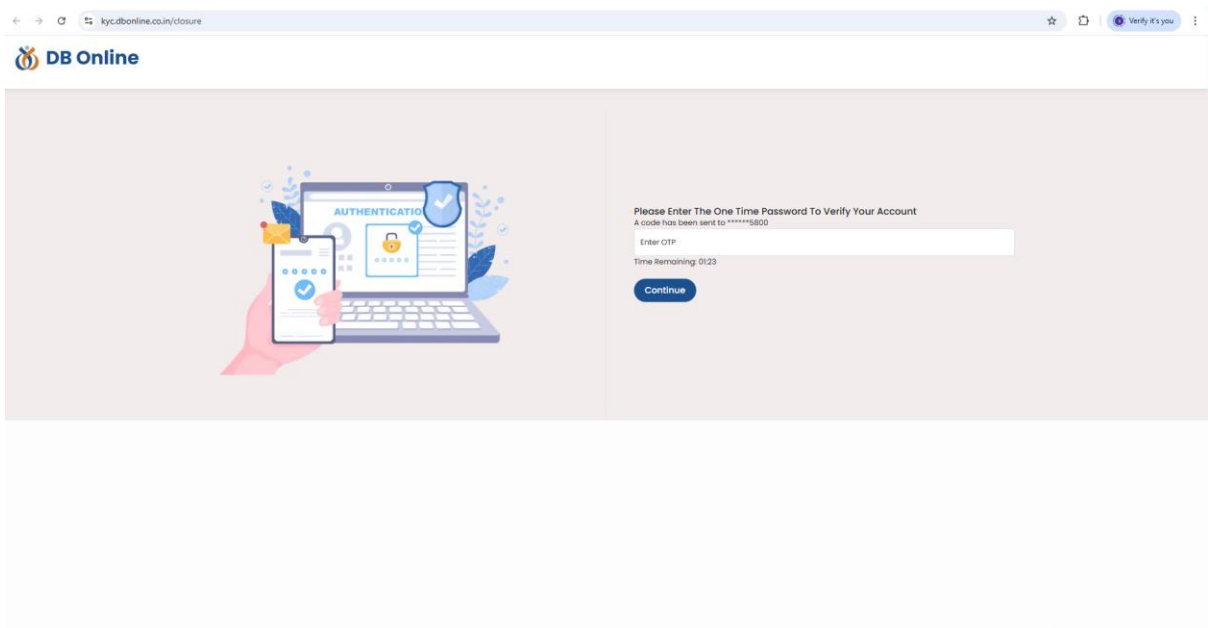 kyc.dbonline.co.in/closure
Verify it's you
DB Online
AUTHENTICATIO
Please Enter The One Time Password To Verify Your Account
A code has been sent to ******5800
Enter OTP
Time Remaining: 01:23
Continue